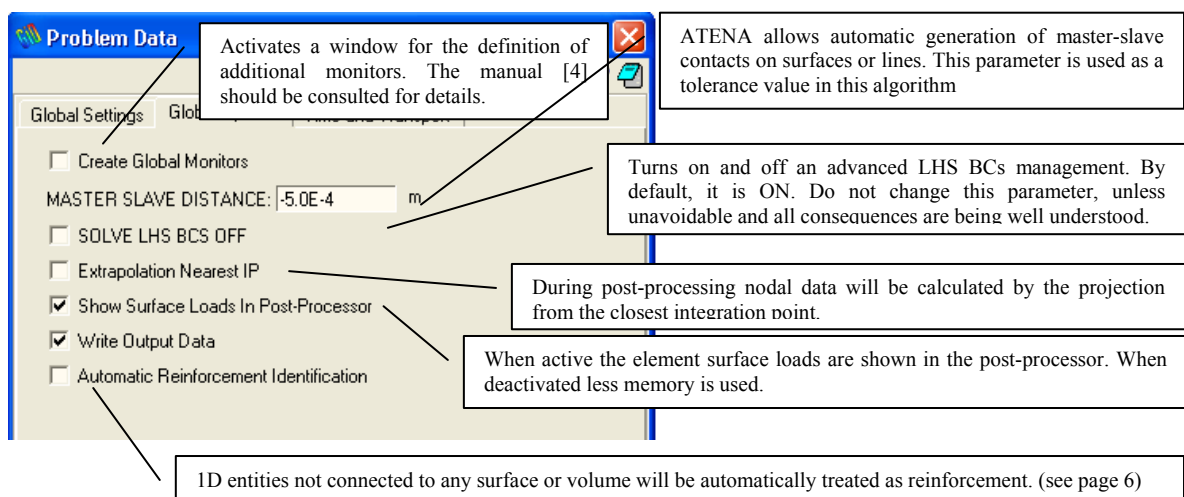 Problem Data
Activates a window for the definition of
additional monitors. The manual [4]
should be consulted for details.
ATENA allows automatic generation of master-slave
contacts on surfaces or lines. This parameter is used as a
tolerance value in this algorithm
Global Settings
Create Global Monitors
MASTER SLAVE DISTANCE: -5.0E-4 m
Turns on and off an advanced LHS BCs management. By
default, it is ON. Do not change this parameter, unless
unavoidable and all consequences are being well understood.
SOLVE LHS BCS OFF
Extrapolation Nearest IP
During post-processing nodal data will be calculated by the projection
from the closest integration point.
Show Surface Loads In Post-Processor
Write Output Data
When active the element surface loads are shown in the post-processor. When
deactivated less memory is used.
Automatic Reinforcement Identification
1D entities not connected to any surface or volume will be automatically treated as reinforcement. (see page 6)